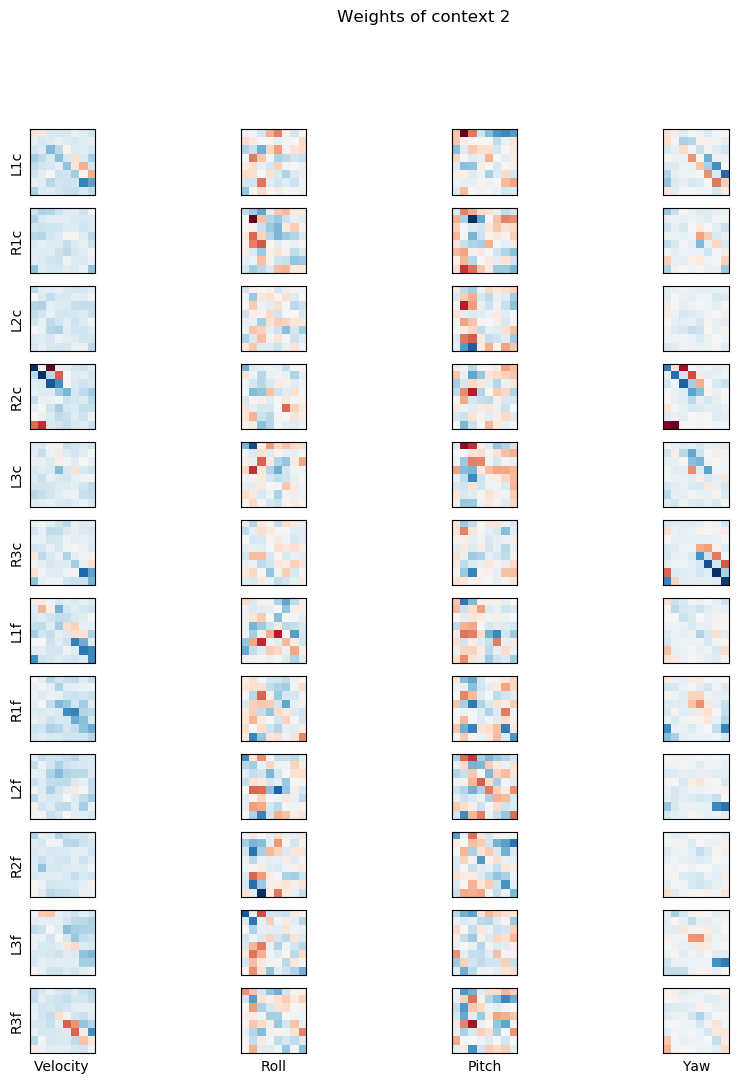 Weights of context 2
L1c
R1c
L2c
R2c
L3c
R3c
L1f
R1f
L2f
R2f
L3f
R3f
Velocity Roll Pitch Yaw